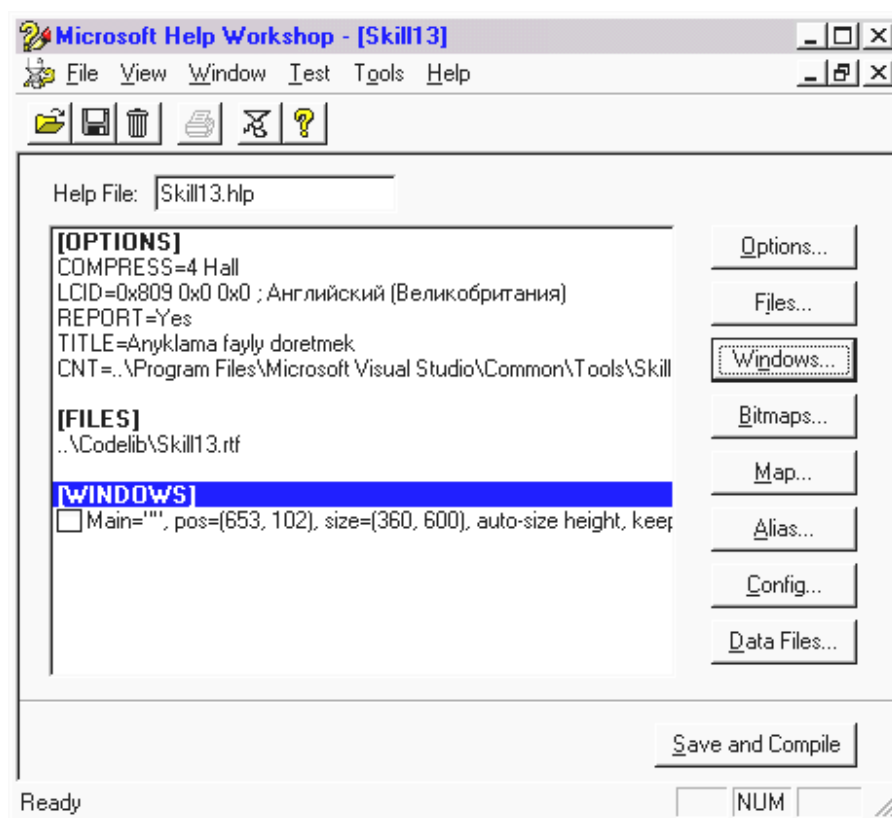 Microsoft Help Workshop - [Skill13]
File View Window Test Tools Help
Help File: Skill13.hlp
[OPTIONS]
COMPRESS=4 Hall
LCID=0x809 0x0 0x0 ; Английский (Великобритания)
REPORT=Yes
TITLE=Anyklama fayly doretmek
CNT=..\Program Files\Microsoft Visual Studio\Common\Tools\Skill
[FILES]
..\Codelib\Skill13.rtf
[WINDOWS]
Main="", pos=(653, 102), size=(360, 600), auto-size height, keep
Options...
Files...
Windows...
Bitmaps...
Map...
Alias...
Config...
Data Files...
Save and Compile
Ready NUM